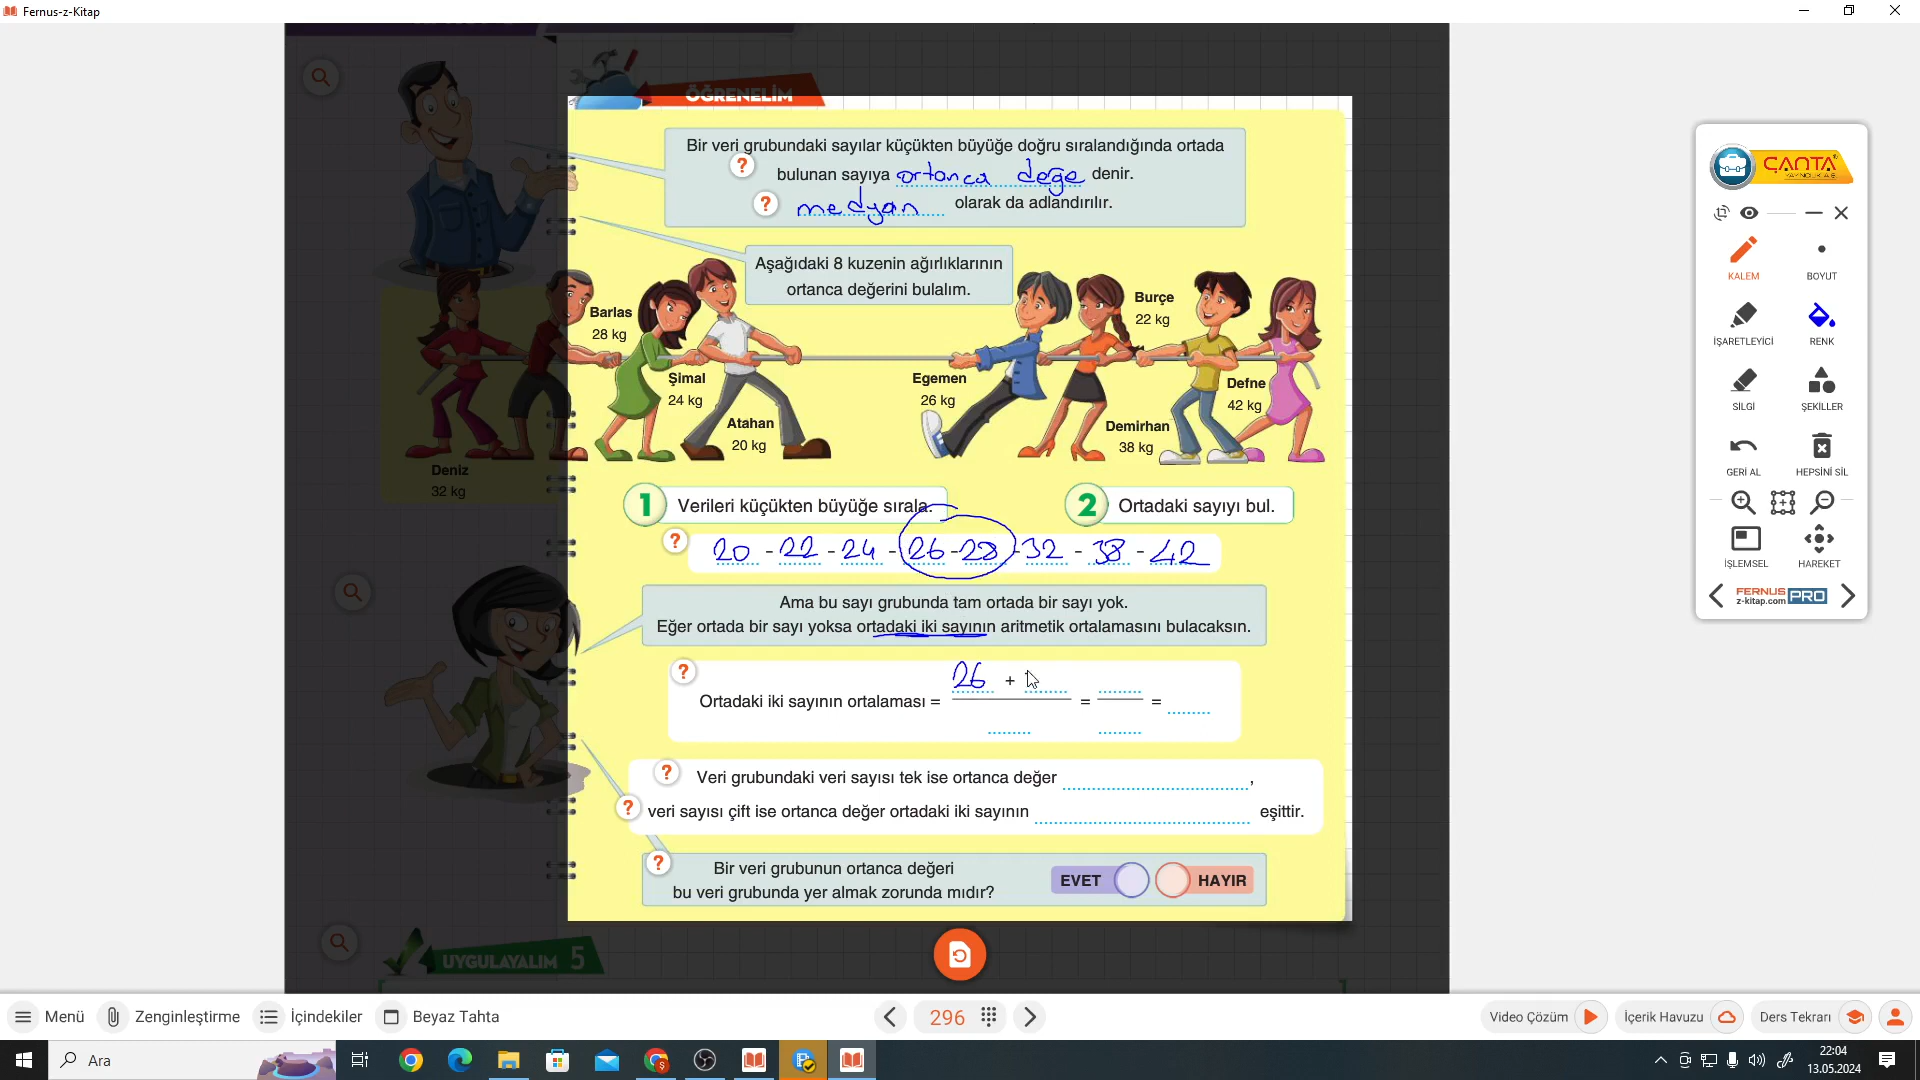 Fernus-z-Kitap
ÖĞRENELİM
Bir veri grubundaki sayılar küçükten büyüğe doğru sıralandığında ortada
? bulunan sayıya ortanca değe denir.
? medyan olarak da adlandırılır.
Aşağıdaki 8 kuzenin ağırlıklarının
ortanca değerini bulalım.
Barlas
28 kg
Şimal
24 kg
Atahan
20 kg
Egemen
26 kg
Burçe
22 kg
Demirhan
38 kg
Defne
42 kg
Deniz
32 kg
1 Verileri küçükten büyüğe sırala.
2 Ortadaki sayıyı bul.
? 20 - 22 - 24 - 26 - 28 - 32 - 38 - 42
Ama bu sayı grubunda tam ortada bir sayı yok.
Eğer ortada bir sayı yoksa ortadaki iki sayının aritmetik ortalamasını bulacaksın.
?
26 +
Ortadaki iki sayının ortalaması = = =
? Veri grubundaki veri sayısı tek ise ortanca değer ,
? veri sayısı çift ise ortanca değer ortadaki iki sayının eşittir.
? Bir veri grubunun ortanca değeri
bu veri grubunda yer almak zorunda mıdır?
EVET HAYIR
UYGULAYALIM 5
ÇANTA
YAYINCILIK A.Ş.
KALEM BOYUT
İŞARETLEYİCİ RENK
SİLGİ ŞEKİLLER
GERİ AL HEPSİNİ SİL
İŞLEMSEL HAREKET
FERNUS
z-kitap.com PRO
Menü Zenginleştirme İçindekiler Beyaz Tahta 296 Video Çözüm İçerik Havuzu Ders Tekrarı
Ara
22:04
13.05.2024